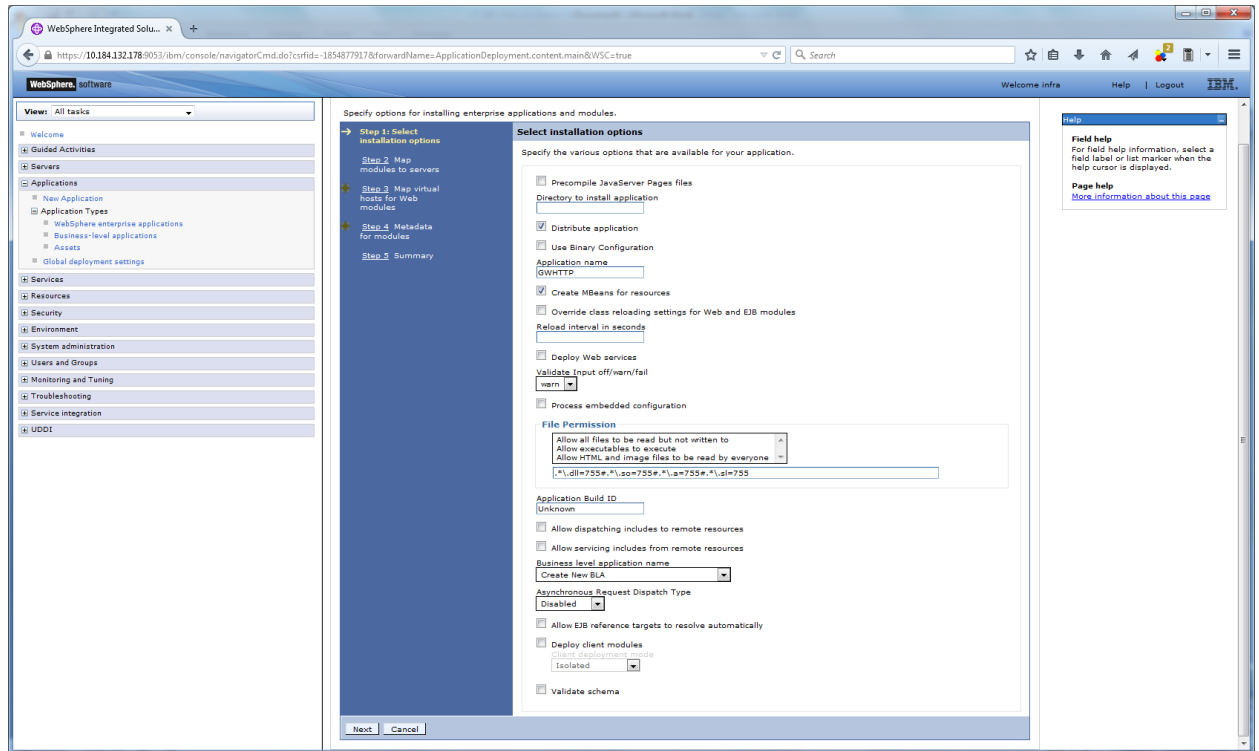 WebSphere Integrated Solu...
https://10.184.132.178:9053/ibm/console/navigatorCmd.do?csrfid=-1854877917&forwardName=ApplicationDeployment.content.main&WSC=true
Search
2
WebSphere. software
Welcome infra
Help | Logout
IBM.
View: All tasks
Welcome
Guided Activities
Servers
Applications
New Application
Application Types
WebSphere enterprise applications
Business-level applications
Assets
Global deployment settings
Services
Resources
Security
Environment
System administration
Users and Groups
Monitoring and Tuning
Troubleshooting
Service integration
UDDI
Specify options for installing enterprise applications and modules.
Step 1: Select
installation options
Step 2 Map
modules to servers
Step 3 Map virtual
hosts for Web
modules
Step 4 Metadata
for modules
Step 5 Summary
Select installation options
Specify the various options that are available for your application.
Precompile JavaServer Pages files
Directory to install application
Distribute application
Use Binary Configuration
Application name
GWHTTP
Create MBeans for resources
Override class reloading settings for Web and EJB modules
Reload interval in seconds
Deploy Web services
Validate Input off/warn/fail
warn
Process embedded configuration
File Permission
Allow all files to be read but not written to
Allow executables to execute
Allow HTML and image files to be read by everyone
.*\.dll=755#.*\.so=755#.*\.a=755#.*\.sl=755
Application Build ID
Unknown
Allow dispatching includes to remote resources
Allow servicing includes from remote resources
Business level application name
Create New BLA
Asynchronous Request Dispatch Type
Disabled
Allow EJB reference targets to resolve automatically
Deploy client modules
Client deployment mode
Isolated
Validate schema
Next Cancel
Help
Field help
For field help information, select a
field label or list marker when the
help cursor is displayed.
Page help
More information about this page